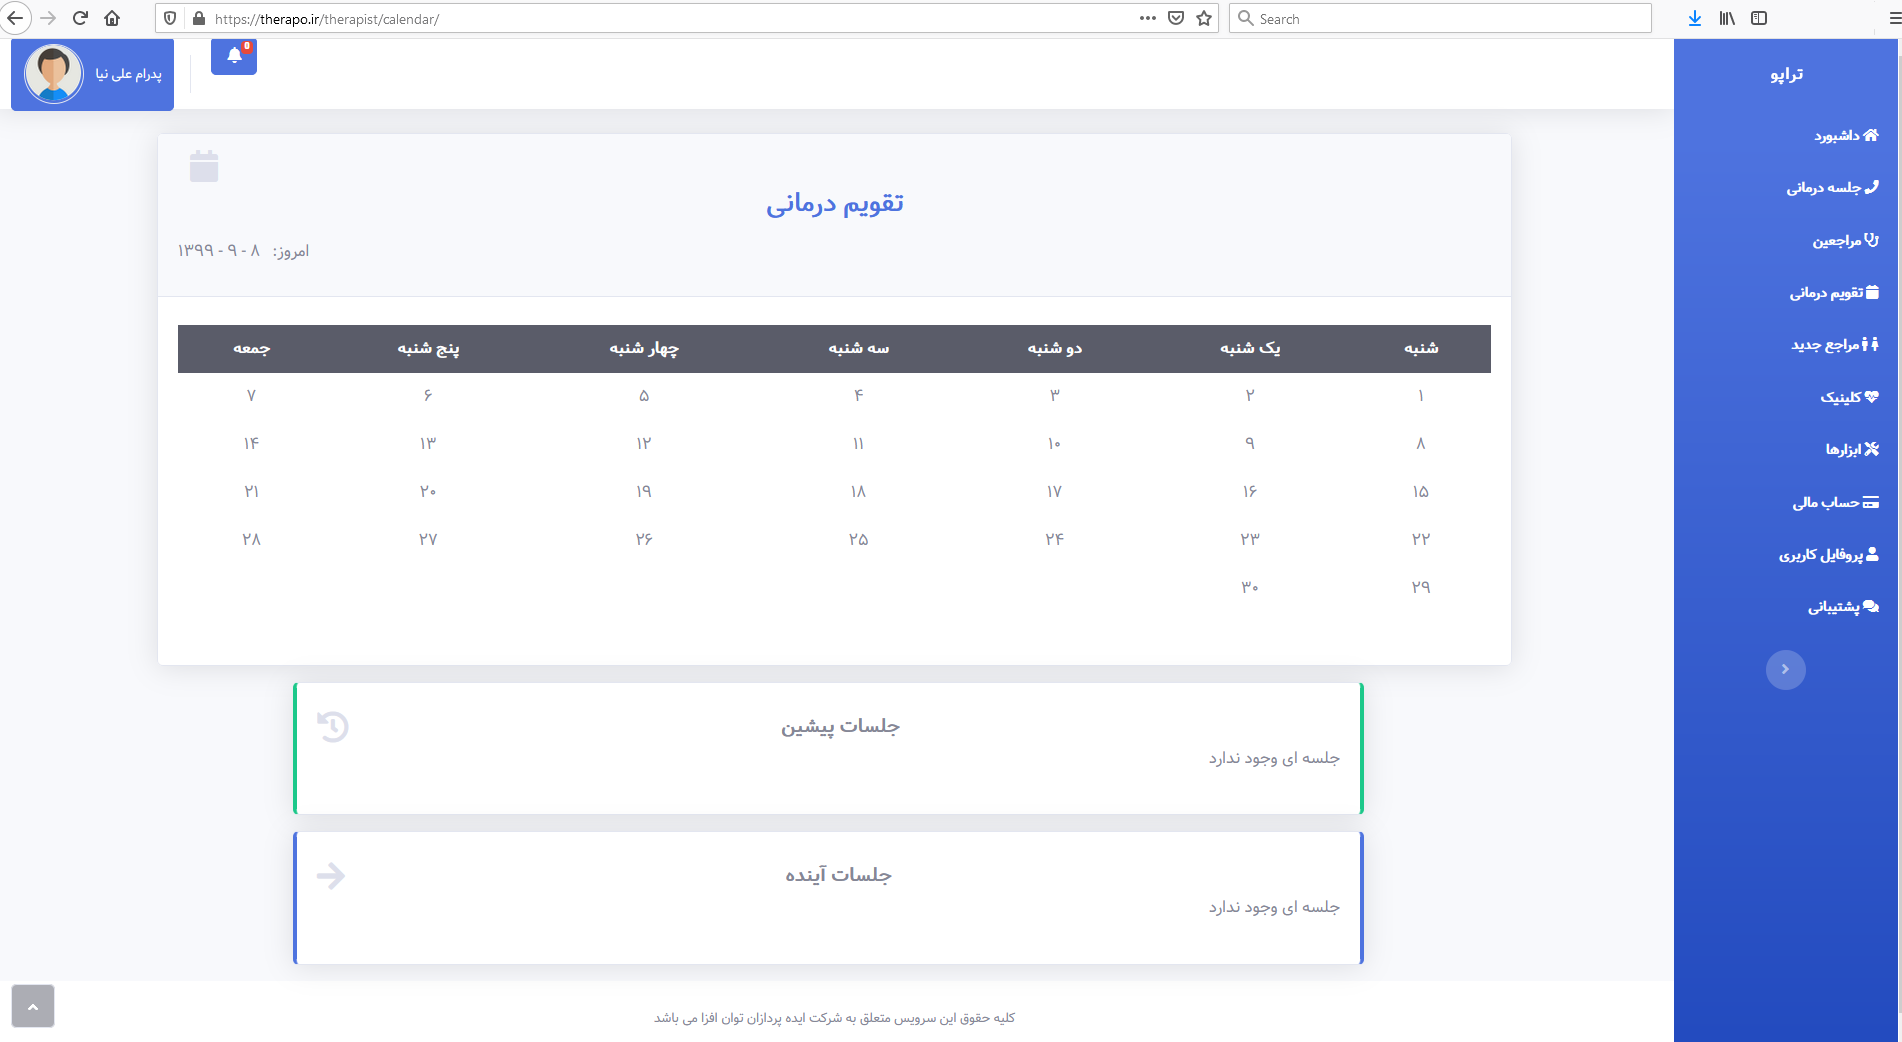 https://therapo.ir/therapist/calendar/
Search
تراپو
0
پدرام علی نیا
داشبورد
جلسه درمانی
مراجعین
تقویم درمانی
مراجع جدید
کلینیک
ابزارها
حساب مالی
پروفایل کاربری
پشتیبانی
تقویم درمانی
امروز: ۸ - ۹ - ۱۳۹۹
شنبه یک شنبه دو شنبه سه شنبه چهار شنبه پنج شنبه جمعه
۱ ۲ ۳ ۴ ۵ ۶ ۷
۸ ۹ ۱۰ ۱۱ ۱۲ ۱۳ ۱۴
۱۵ ۱۶ ۱۷ ۱۸ ۱۹ ۲۰ ۲۱
۲۲ ۲۳ ۲۴ ۲۵ ۲۶ ۲۷ ۲۸
۲۹ ۳۰
جلسات پیشین
جلسه ای وجود ندارد
جلسات آینده
جلسه ای وجود ندارد
کلیه حقوق این سرویس متعلق به شرکت ایده پردازان توان افزا می باشد